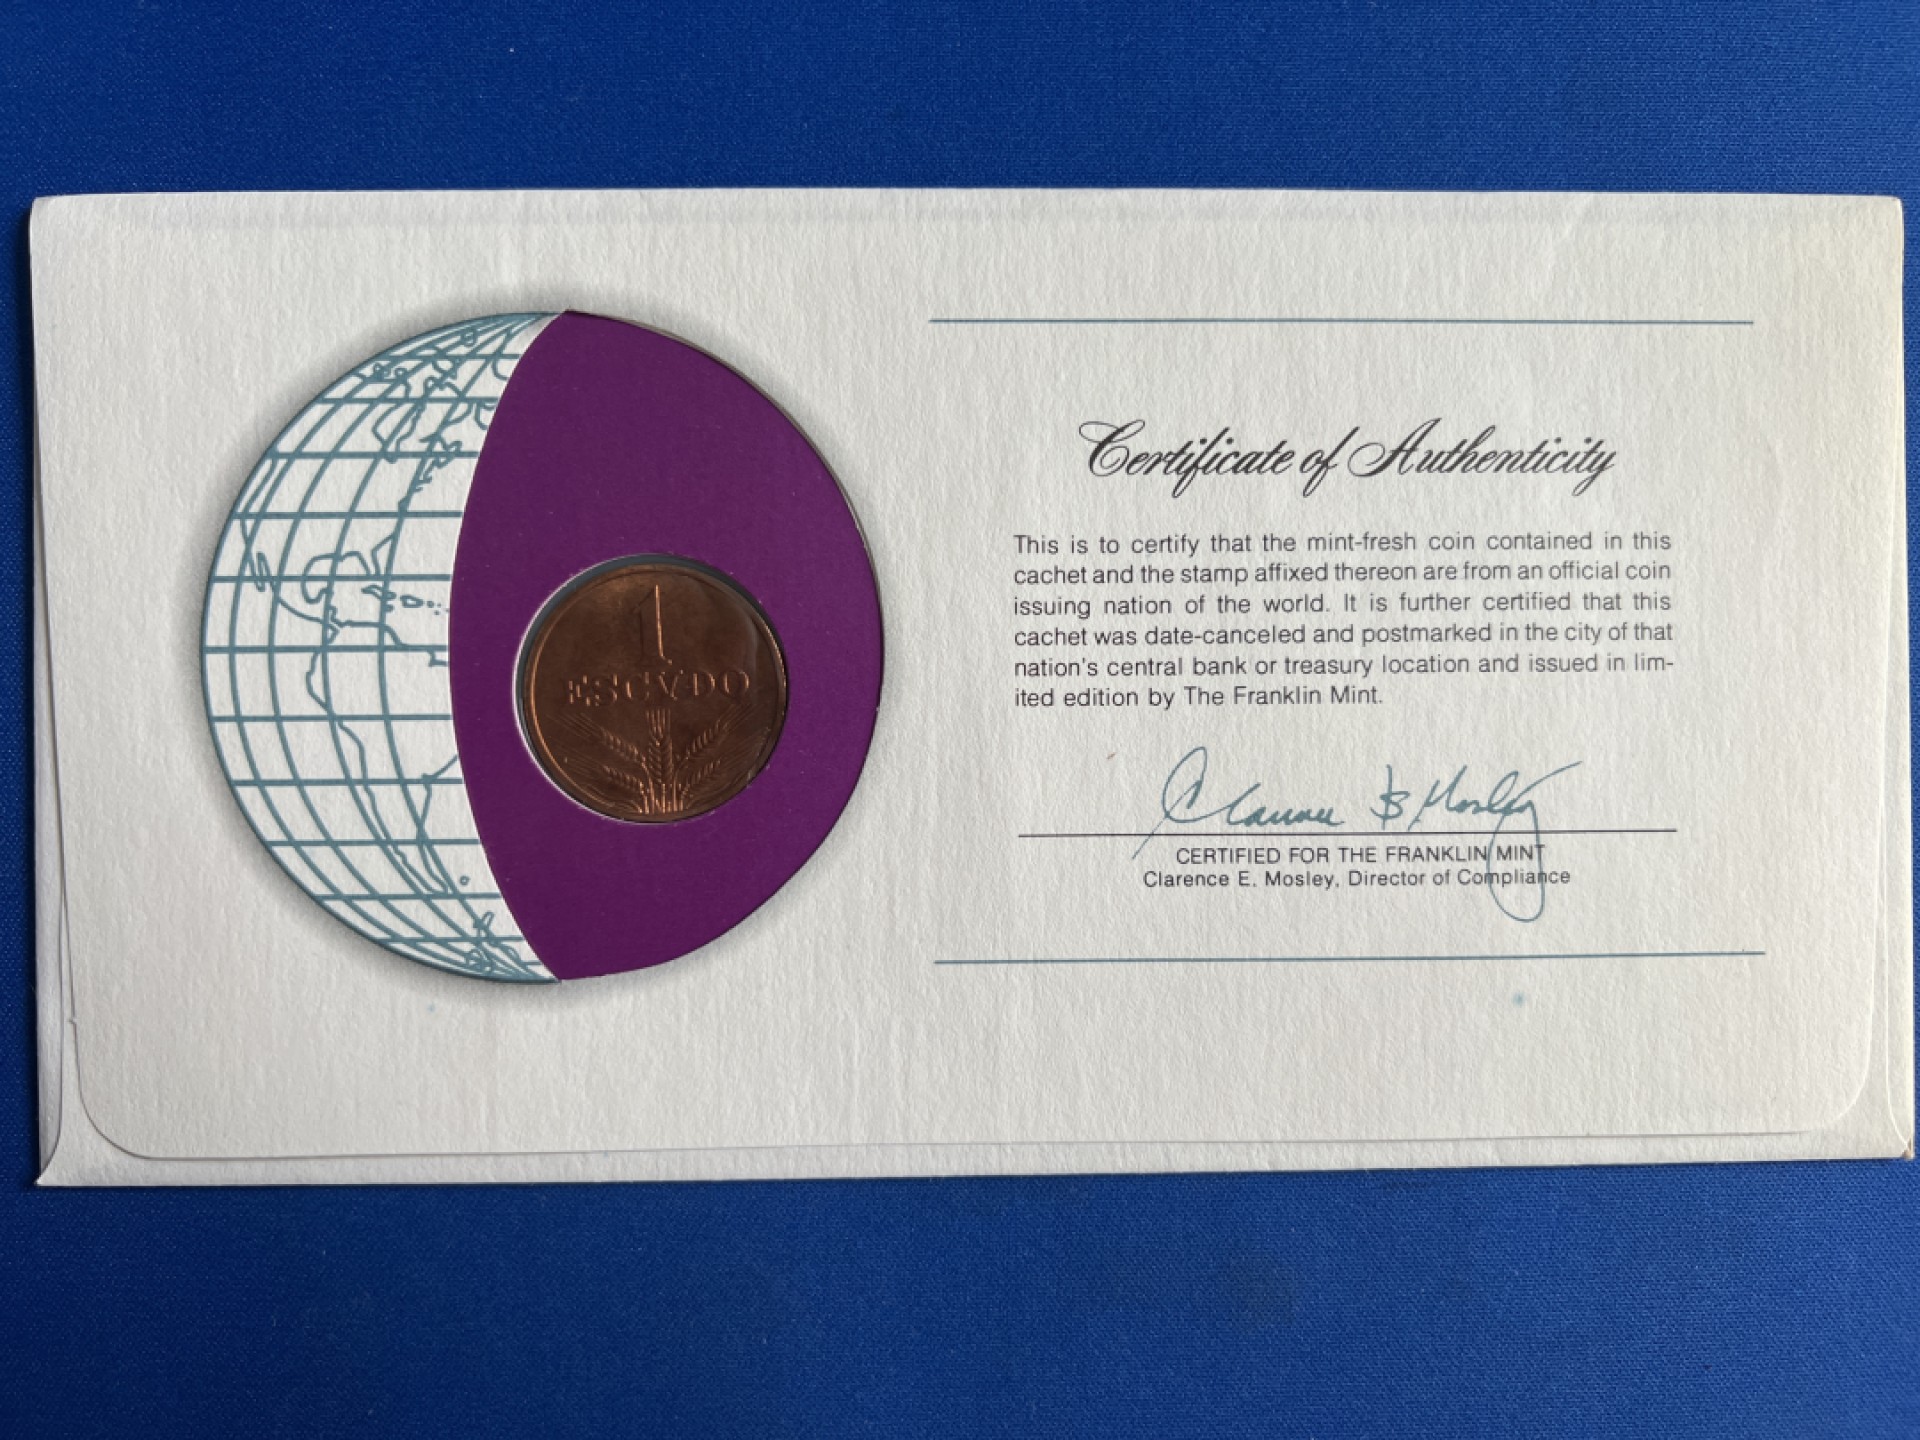 1
ESCVDO
Certificate of Authenticity
This is to certify that the mint-fresh coin contained in this
cachet and the stamp affixed thereon are from an official coin
issuing nation of the world. It is further certified that this
cachet was date-canceled and postmarked in the city of that
nation's central bank or treasury location and issued in lim-
ited edition by The Franklin Mint.
Clarence E Mosley
CERTIFIED FOR THE FRANKLIN MINT
Clarence E. Mosley, Director of Compliance